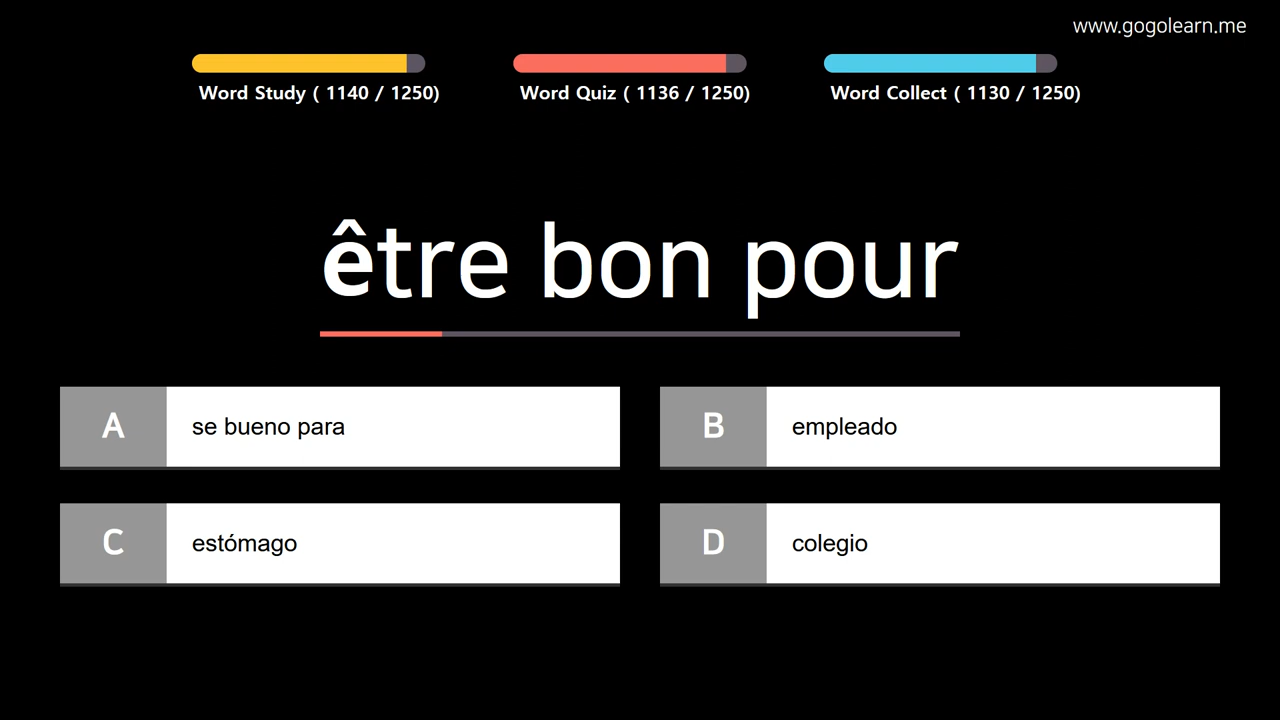 www.gogolearn.me
Word Study ( 1140 / 1250)
Word Quiz ( 1136 / 1250)
Word Collect ( 1130 / 1250)
être bon pour
A
se bueno para
B
empleado
C
estómago
D
colegio